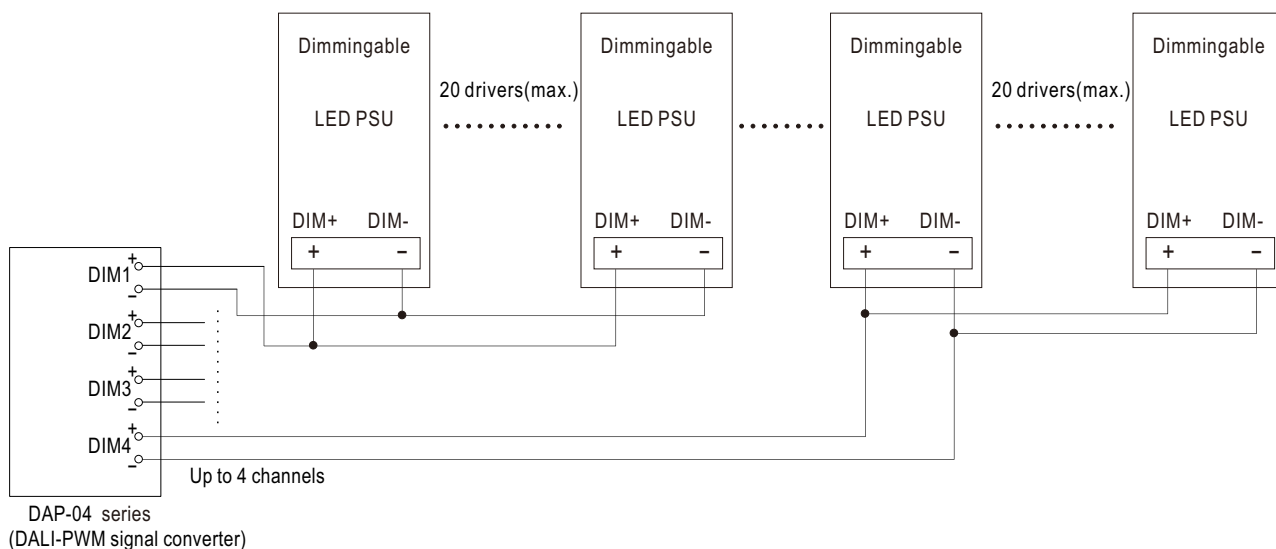 Dimmingable
Dimmingable
Dimmingable
Dimmingable
20 drivers(max.)
20 drivers(max.)
LED PSU
LED PSU
LED PSU
LED PSU
DIM+ DIM-
DIM+ DIM-
DIM+ DIM-
DIM+ DIM-
+ −
+ −
+ −
+ −
DIM1 + −
DIM2 + −
DIM3 + −
DIM4 + −
Up to 4 channels
DAP-04 series
(DALI-PWM signal converter)